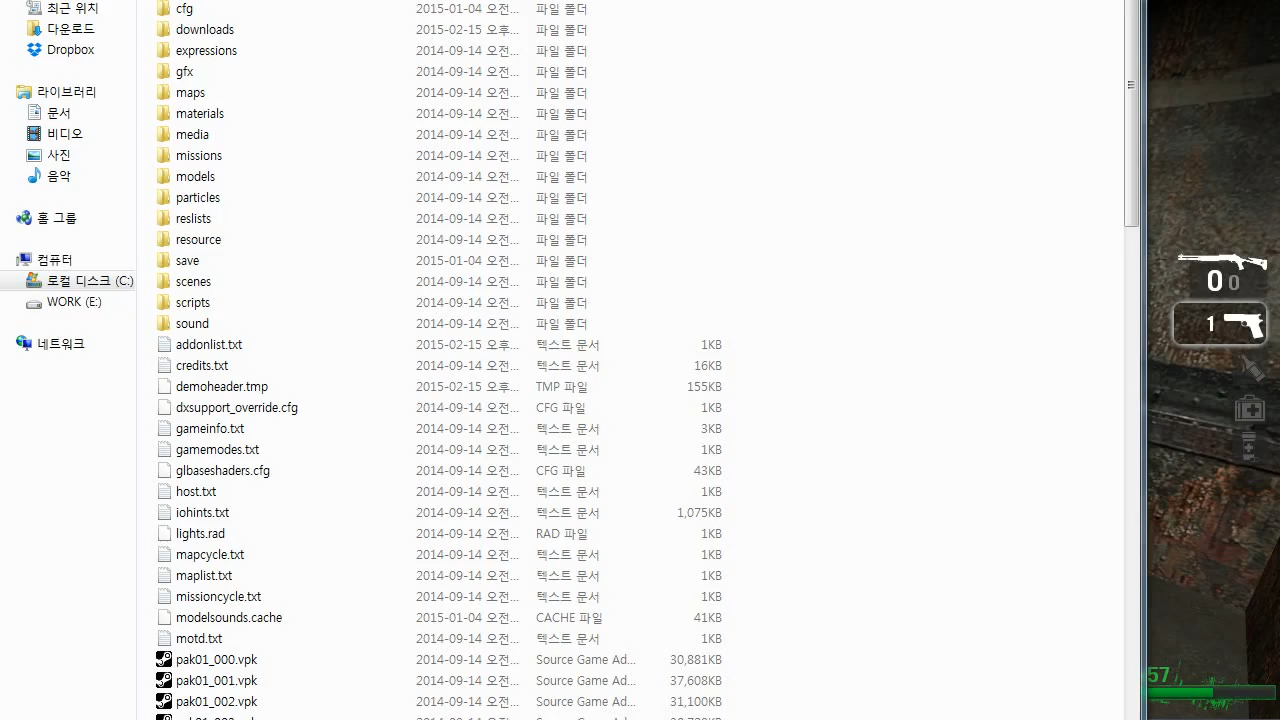 최근 위치
다운로드
Dropbox
라이브러리
문서
비디오
사진
음악
홈 그룹
컴퓨터
로컬 디스크 (C:)
WORK (E:)
네트워크
cfg 2015-01-04 오전... 파일 폴더
downloads 2015-02-15 오후... 파일 폴더
expressions 2014-09-14 오전... 파일 폴더
gfx 2014-09-14 오전... 파일 폴더
maps 2014-09-14 오전... 파일 폴더
materials 2014-09-14 오전... 파일 폴더
media 2014-09-14 오전... 파일 폴더
missions 2014-09-14 오전... 파일 폴더
models 2014-09-14 오전... 파일 폴더
particles 2014-09-14 오전... 파일 폴더
reslists 2014-09-14 오전... 파일 폴더
resource 2014-09-14 오전... 파일 폴더
save 2015-01-04 오전... 파일 폴더
scenes 2014-09-14 오전... 파일 폴더
scripts 2014-09-14 오전... 파일 폴더
sound 2014-09-14 오전... 파일 폴더
addonlist.txt 2015-02-15 오후... 텍스트 문서 1KB
credits.txt 2014-09-14 오전... 텍스트 문서 16KB
demoheader.tmp 2015-02-15 오후... TMP 파일 155KB
dxsupport_override.cfg 2014-09-14 오전... CFG 파일 1KB
gameinfo.txt 2014-09-14 오전... 텍스트 문서 3KB
gamemodes.txt 2014-09-14 오전... 텍스트 문서 1KB
glbaseshaders.cfg 2014-09-14 오전... CFG 파일 43KB
host.txt 2014-09-14 오전... 텍스트 문서 1KB
iohints.txt 2014-09-14 오전... 텍스트 문서 1,075KB
lights.rad 2014-09-14 오전... RAD 파일 1KB
mapcycle.txt 2014-09-14 오전... 텍스트 문서 1KB
maplist.txt 2014-09-14 오전... 텍스트 문서 1KB
missioncycle.txt 2014-09-14 오전... 텍스트 문서 1KB
modelsounds.cache 2015-01-04 오전... CACHE 파일 41KB
motd.txt 2014-09-14 오전... 텍스트 문서 1KB
pak01_000.vpk 2014-09-14 오전... Source Game Ad... 30,881KB
pak01_001.vpk 2014-09-14 오전... Source Game Ad... 37,608KB
pak01_002.vpk 2014-09-14 오전... Source Game Ad... 31,100KB
0 0
1
57